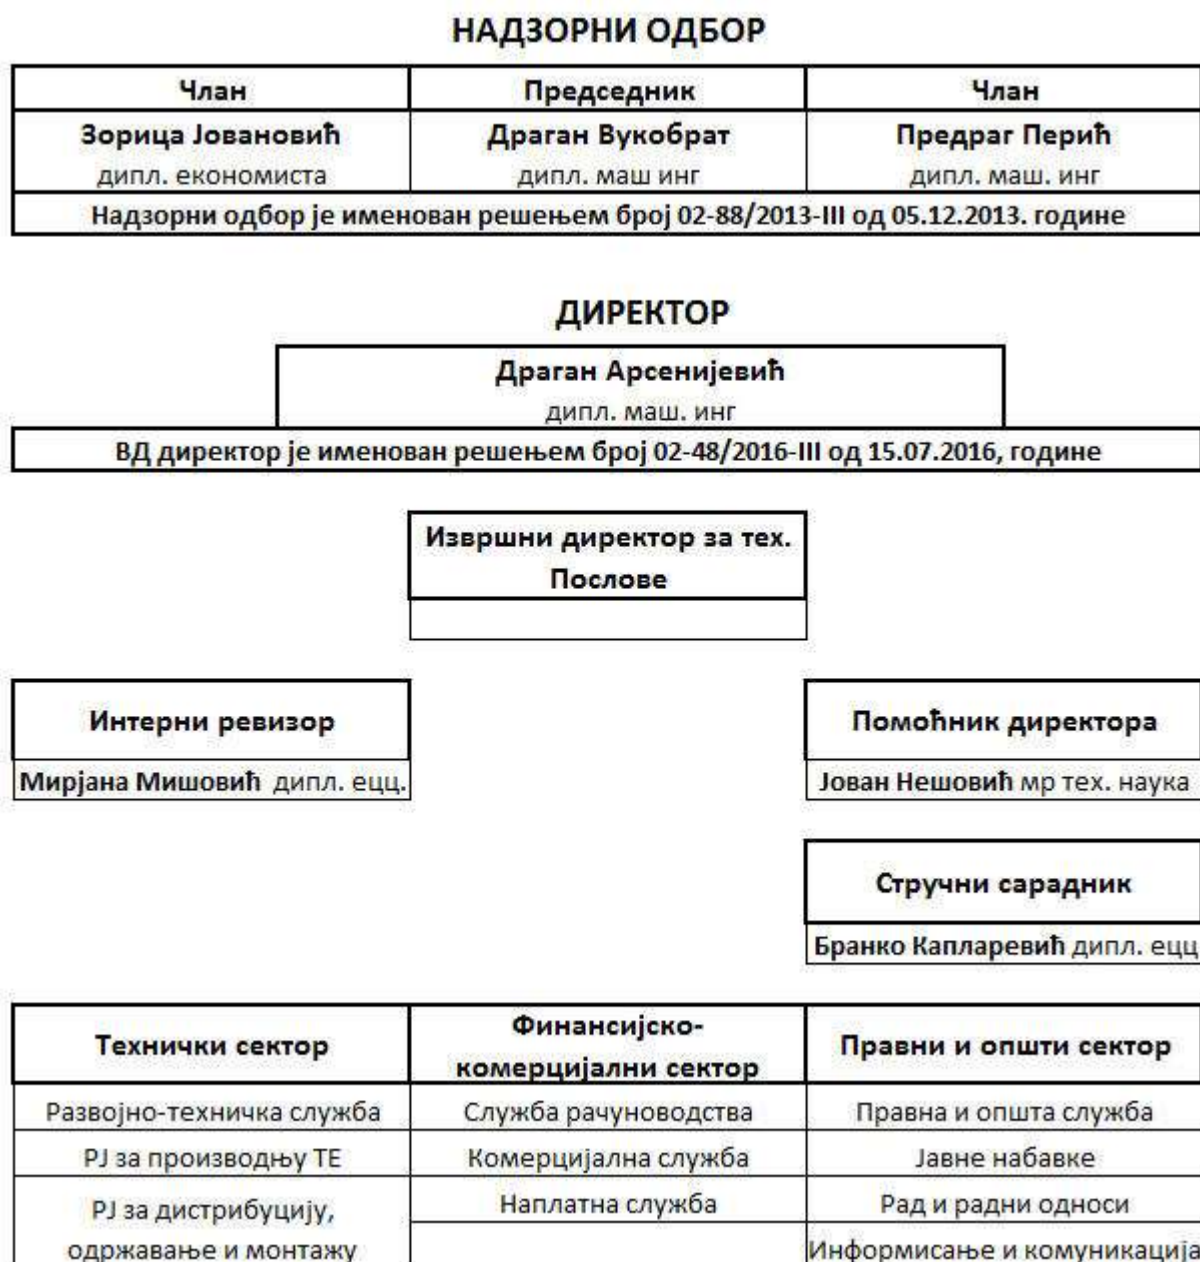 НАДЗОРНИ ОДБОР
Члан Председник Члан
Зорица Јовановић Драган Вукобрат Предраг Перић
дипл. економиста дипл. маш инг дипл. маш. инг
Надзорни одбор је именован решењем број 02-88/2013-III од 05.12.2013. године
ДИРЕКТОР
Драган Арсенијевић
дипл. маш. инг
ВД директор је именован решењем број 02-48/2016-III од 15.07.2016, године
Извршни директор за тех.
Послове
Интерни ревизор Помоћник директора
Мирјана Мишовић дипл. ецц. Јован Нешовић мр тех. наука
Стручни сарадник
Бранко Капларевић дипл. ецц
Технички сектор
Финансијско-
комерцијални сектор
Правни и општи сектор
Развојно-техничка служба Служба рачуноводства Правна и општа служба
РЈ за производњу ТЕ Комерцијална служба Јавне набавке
РЈ за дистрибуцију,
одржавање и монтажу
Наплатна служба Рад и радни односи
Информисање и комуникација